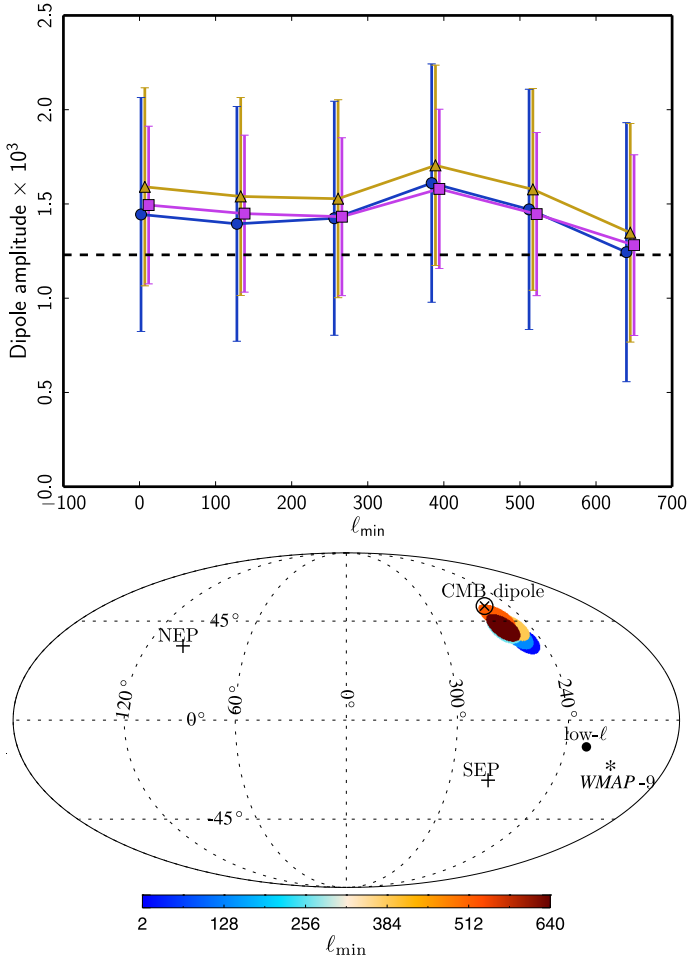 2.5
2.0
1.5
1.0
0.5
0.0
Dipole amplitude × 10³
−100 0 100 200 300 400 500 600 700
ℓmin
CMB dipole
45°
NEP
120° 60° 0° 300° 240°
0°
low-ℓ
SEP
*
WMAP-9
-45°
2 128 256 384 512 640
ℓmin